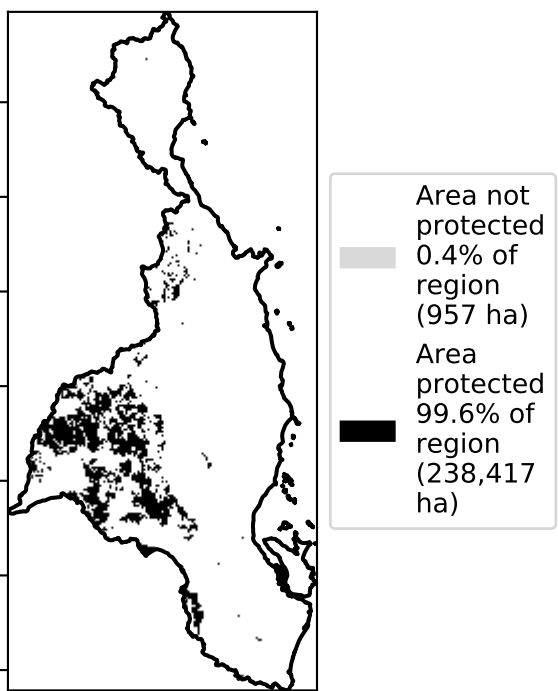 Area not
protected
0.4% of
region
(957 ha)
Area
protected
99.6% of
region
(238,417
ha)